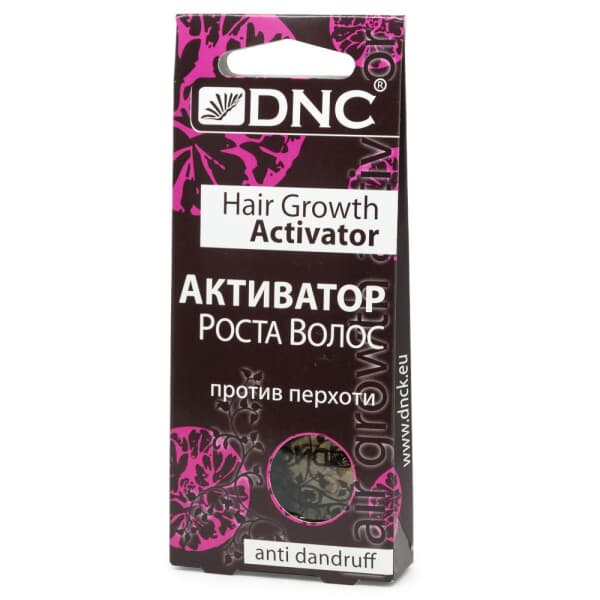 DNC®
Hair Growth
Activator
АКТИВАТОР
РОСТА ВОЛОС
против перхоти
anti dandruff
www.dnck.eu